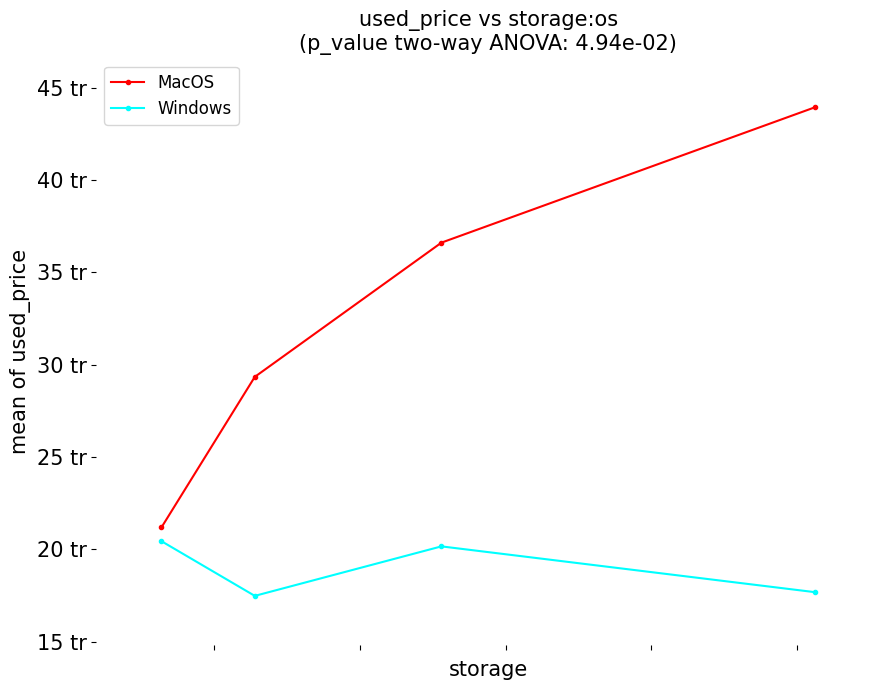 used_price vs storage:os
(p_value two-way ANOVA: 4.94e-02)
MacOS
Windows
45 tr
40 tr
35 tr
30 tr
25 tr
20 tr
15 tr
mean of used_price
storage